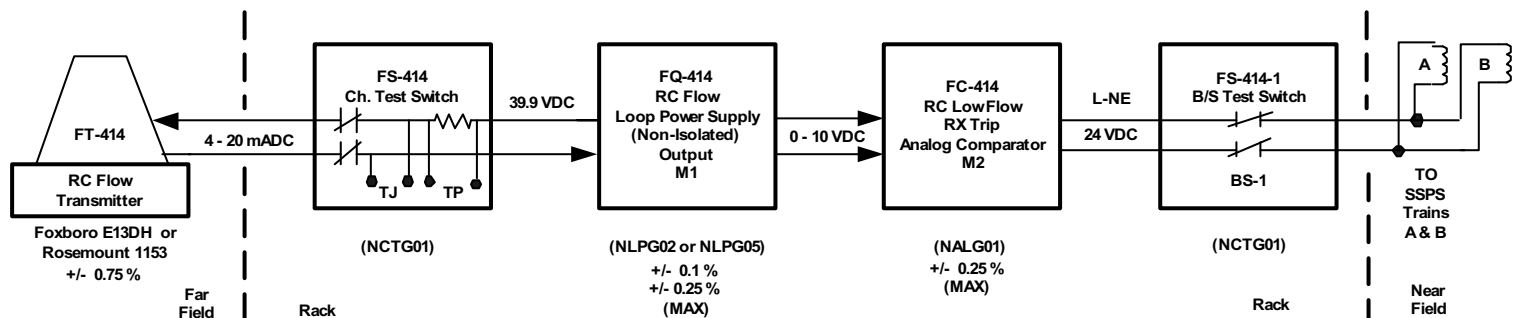 FT-414
RC Flow
Transmitter
Foxboro E13DH or
Rosemount 1153
+/- 0.75 %
Far
Field
4 - 20 mADC
FS-414
Ch. Test Switch
TJ
TP
(NCTG01)
Rack
39.9 VDC
FQ-414
RC Flow
Loop Power Supply
(Non-Isolated)
Output
M1
(NLPG02 or NLPG05)
+/- 0.1 %
+/- 0.25 %
(MAX)
0 - 10 VDC
FC-414
RC Low Flow
RX Trip
Analog Comparator
M2
(NALG01)
+/- 0.25 %
(MAX)
L-NE
24 VDC
FS-414-1
B/S Test Switch
BS-1
(NCTG01)
Rack
A
B
TO
SSPS
Trains
A & B
Near
Field